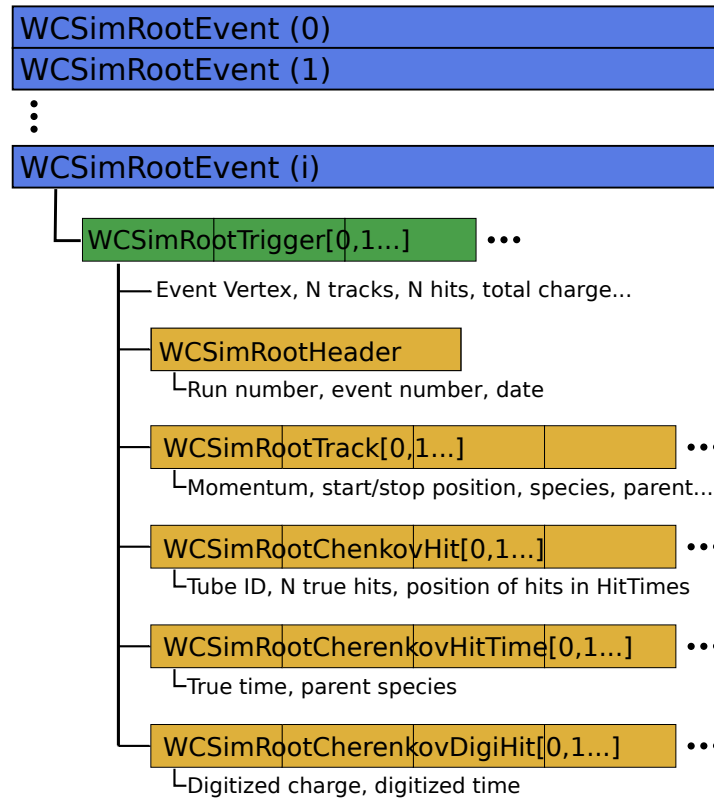 WCSimRootEvent (0)
WCSimRootEvent (1)
WCSimRootEvent (i)
WCSimRootTrigger[0,1...]
Event Vertex, N tracks, N hits, total charge...
WCSimRootHeader
Run number, event number, date
WCSimRootTrack[0,1...]
Momentum, start/stop position, species, parent...
WCSimRootChenkovHit[0,1...]
Tube ID, N true hits, position of hits in HitTimes
WCSimRootCherenkovHitTime[0,1...]
True time, parent species
WCSimRootCherenkovDigiHit[0,1...]
Digitized charge, digitized time